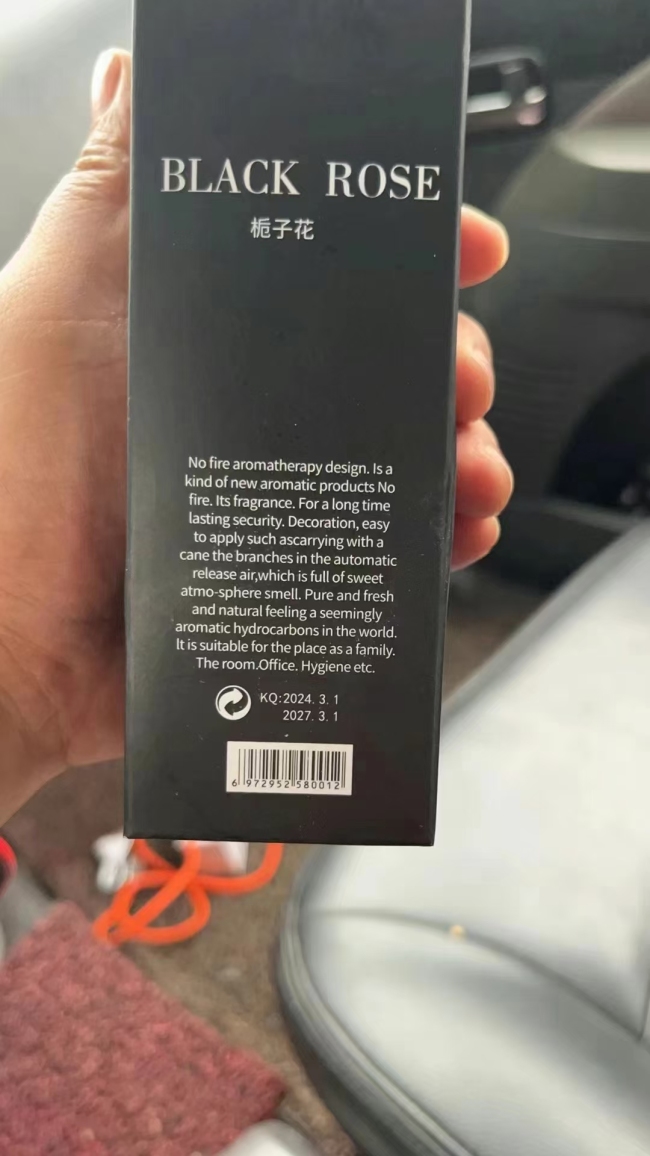 BLACK ROSE
栀子花
No fire aromatherapy design. Is a
kind of new aromatic products No
fire. Its fragrance. For a long time
lasting security. Decoration, easy
to apply such ascarrying with a
cane the branches in the automatic
release air,which is full of sweet
atmo-sphere smell. Pure and fresh
and natural feeling a seemingly
aromatic hydrocarbons in the world.
It is suitable for the place as a family.
The room.Office. Hygiene etc.
KQ:2024. 3. 1
2027. 3. 1
6 972952 580012